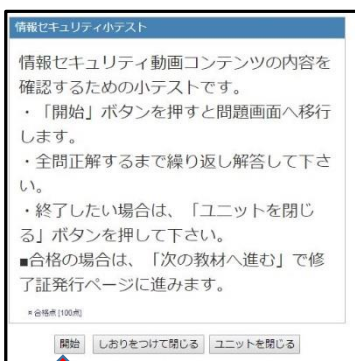 情報セキュリティ小テスト
情報セキュリティ動画コンテンツの内容を
確認するための小テストです。
・「開始」ボタンを押すと問題画面へ移行
します。
・全問正解するまで繰り返し解答して下さ
い。
・終了したい場合は、「ユニットを閉じ
る」ボタンを押して下さい。
■合格の場合は、「次の教材へ進む」で修
了証発行ページに進みます。
¤ 合格点 [100点]
開始 しおりをつけて閉じる ユニットを閉じる